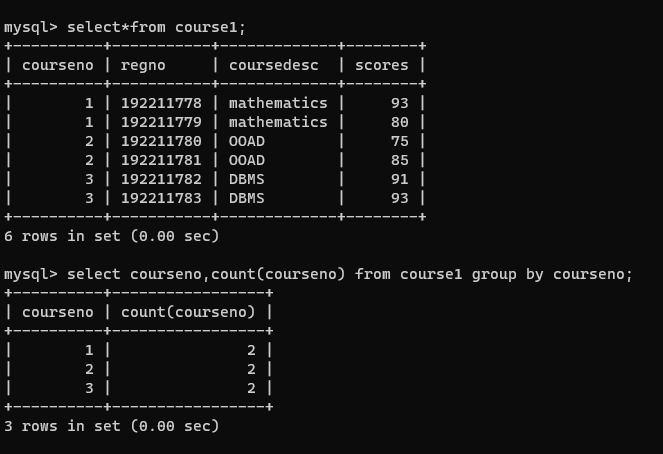 mysql> select*from course1;
+----------+-----------+-------------+--------+
| courseno | regno     | coursedesc  | scores |
+----------+-----------+-------------+--------+
|        1 | 192211778 | mathematics |     93 |
|        1 | 192211779 | mathematics |     80 |
|        2 | 192211780 | OOAD        |     75 |
|        2 | 192211781 | OOAD        |     85 |
|        3 | 192211782 | DBMS        |     91 |
|        3 | 192211783 | DBMS        |     93 |
+----------+-----------+-------------+--------+
6 rows in set (0.00 sec)
mysql> select courseno,count(courseno) from course1 group by courseno;
+----------+-----------------+
| courseno | count(courseno) |
+----------+-----------------+
|        1 |               2 |
|        2 |               2 |
|        3 |               2 |
+----------+-----------------+
3 rows in set (0.00 sec)